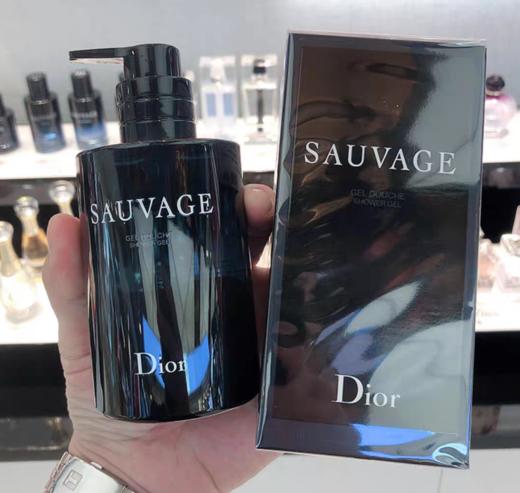 SAUVAGE
GEL DOUCHE
SHOWER GEL
Dior
SAUVAGE
GEL DOUCHE
SHOWER GEL
Dior